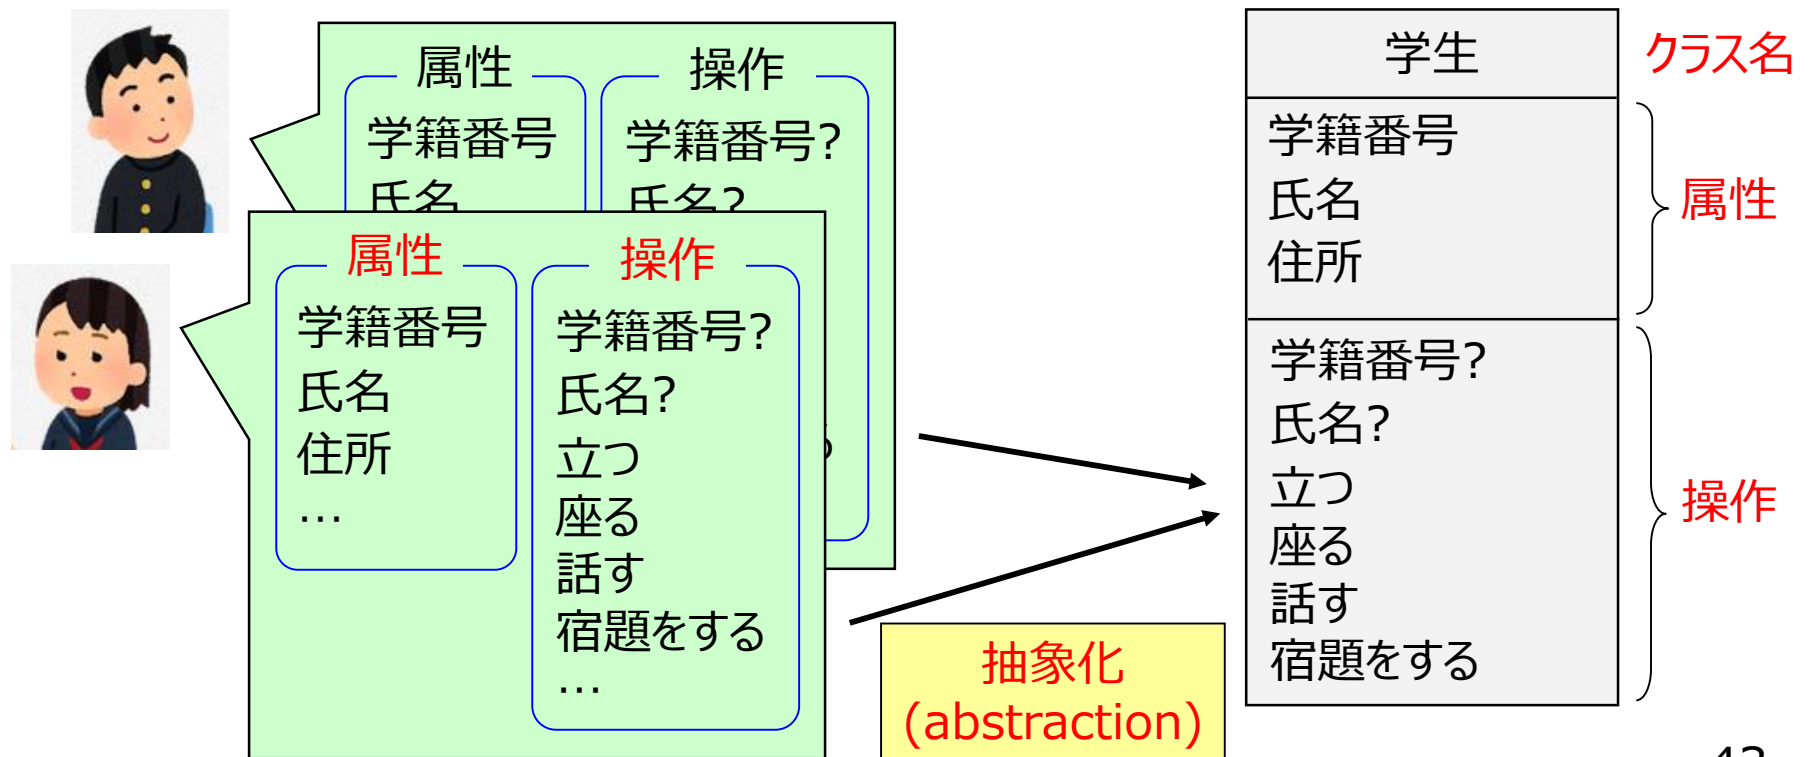 属性
操作
学籍番号
学籍番号?
氏名
氏名?
属性
操作
学籍番号
氏名
住所
…
学籍番号?
氏名?
立つ
座る
話す
宿題をする
…
抽象化
(abstraction)
学生
クラス名
学籍番号
氏名
住所
属性
学籍番号?
氏名?
立つ
座る
話す
宿題をする
操作